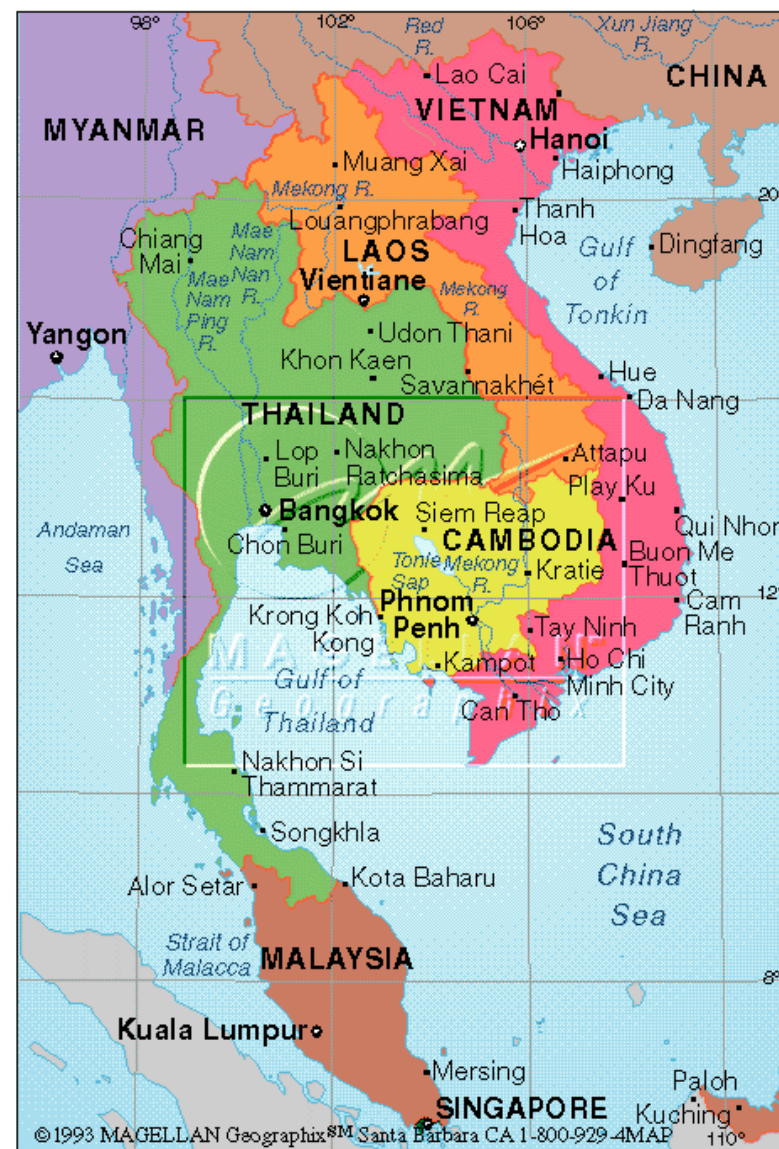 98°
102°
Red
R.
106°
Xun Jiang
R.
Lao Cai
CHINA
VIETNAM
MYANMAR
Hanoi
Muang Xai
Haiphong
Mekong R.
20°
Louangphrabang
Thanh
Hoa
Chiang
Mai
Mae
Nam
Nan
R.
Gulf
of
Tonkin
Dingfang
LAOS
Vientiane
Mae
Nam
Ping
R.
Mekong
R.
Yangon
Udon Thani
Khon Kaen
Savannakhét
Hue
Da Nang
THAILAND
Lop
Buri
Nakhon
Ratchasima
Attapu
Play Ku
Bangkok
Siem Reap
Qui Nhon
Andaman
Sea
Chon Buri
CAMBODIA
Buon Me
Thuot
Tonle
Sap
Mekong
R.
Kratie
12°
Krong Koh
Kong
Phnom
Penh
Cam
Ranh
Tay Ninh
MAGELLAN
Geographix
Kampot
Ho Chi
Minh City
Gulf of
Thailand
Can Tho
Nakhon Si
Thammarat
Songkhla
South
China
Sea
Alor Setar
Kota Baharu
Strait of
Malacca
MALAYSIA
8°
Kuala Lumpur
Mersing
Paloh
SINGAPORE
Kuching
©1993 MAGELLAN Geographix℠ Santa Barbara CA 1-800-929-4MAP
110°